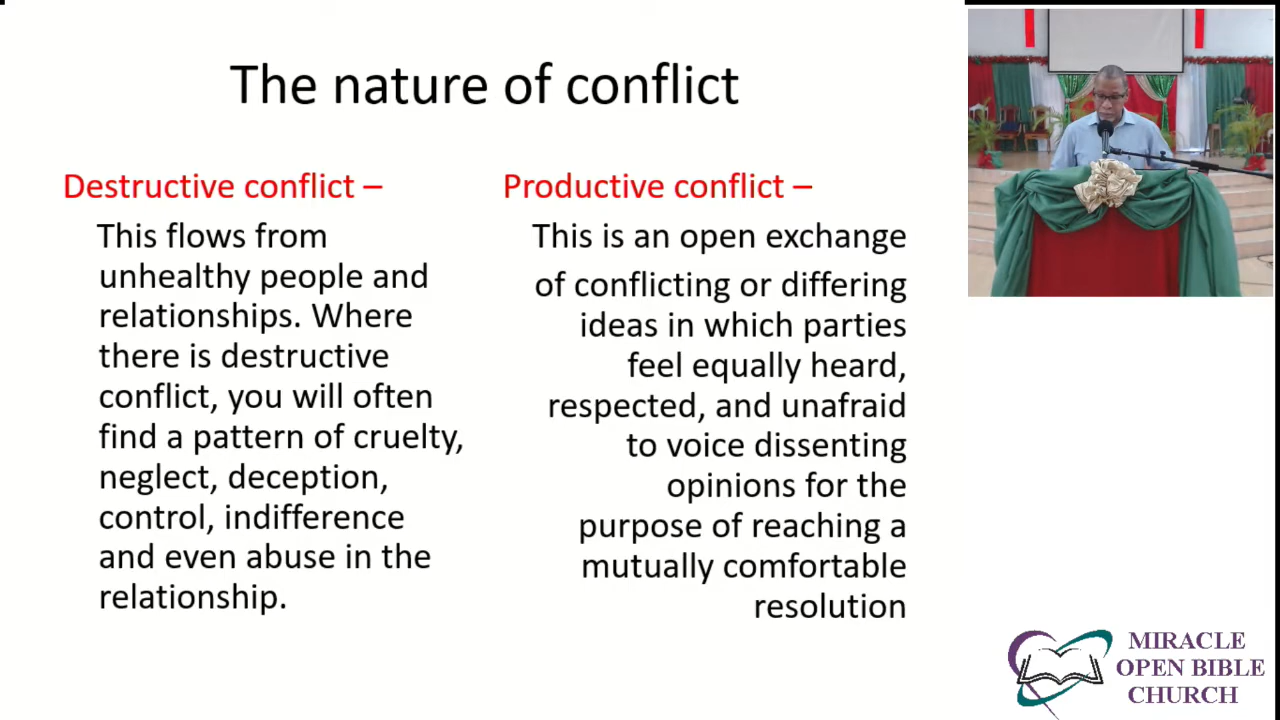 The nature of conflict
Destructive conflict –
This flows from
unhealthy people and
relationships. Where
there is destructive
conflict, you will often
find a pattern of cruelty,
neglect, deception,
control, indifference
and even abuse in the
relationship.
Productive conflict –
This is an open exchange
of conflicting or differing
ideas in which parties
feel equally heard,
respected, and unafraid
to voice dissenting
opinions for the
purpose of reaching a
mutually comfortable
resolution
MIRACLE
OPEN BIBLE
CHURCH